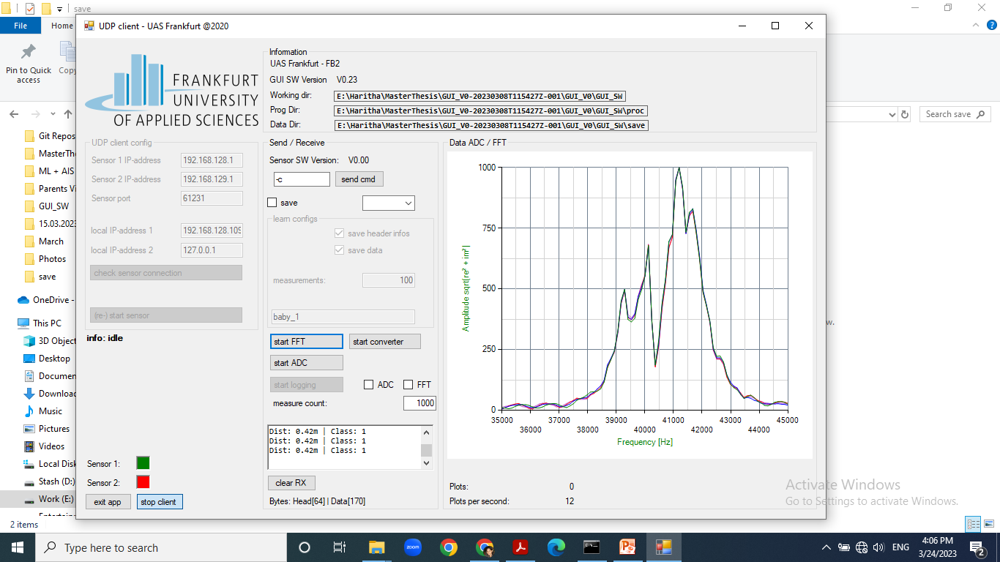 save
File
Home
UDP client - UAS Frankfurt @2020
Pin to Quick access
Copy
FRANKFURT
UNIVERSITY
OF APPLIED SCIENCES
Information
UAS Frankfurt - FB2
GUI SW Version V0.23
Working dir: E:\Haritha\MasterThesis\GUI_V0-20230308T115427Z-001\GUI_V0\GUI_SW
Prog Dir: E:\Haritha\MasterThesis\GUI_V0-20230308T115427Z-001\GUI_V0\GUI_SW\proc
Data Dir: E:\Haritha\MasterThesis\GUI_V0-20230308T115427Z-001\GUI_V0\GUI_SW\save
Search save
Git Repos
MasterThe
ML + AIS
Parents Vi
GUI_SW
15.03.2023
March
Photos
save
OneDrive -
This PC
3D Object
Desktop
Documen
Downloac
Music
Pictures
Videos
Local Disk
Stash (D:)
Work (E:)
Entertain
2 items
UDP client config
Sensor 1 IP-address 192.168.128.1
Sensor 2 IP-address 192.168.129.1
Sensor port 61231
local IP-address 1 192.168.128.105
local IP-address 2 127.0.0.1
check sensor connection
(re-) start sensor
info: idle
Sensor 1:
Sensor 2:
exit app
stop client
Send / Receive
Sensor SW Version: V0.00
-c
send cmd
save
learn configs
save header infos
save data
measurements: 100
baby_1
start FFT
start converter
start ADC
start logging
ADC
FFT
measure count: 1000
Dist: 0.42m | Class: 1
Dist: 0.42m | Class: 1
Dist: 0.42m | Class: 1
clear RX
Bytes: Head[64] | Data[170]
Data ADC / FFT
1000
750
500
250
0
Amplitude sqrt[re² + im²]
35000 37000 39000 41000 43000 45000
36000 38000 40000 42000 44000
Frequency [Hz]
Plots: 0
Plots per second: 12
w.
Activate Windows
Go to Settings to activate Windows.
Type here to search
zoom
ENG
4:06 PM
3/24/2023
2